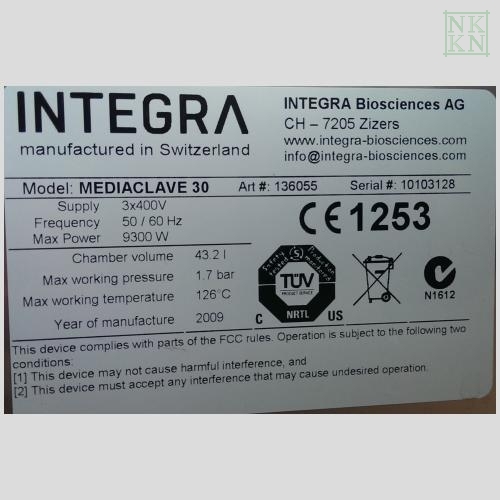 NK
KN
INTEGRA
manufactured in Switzerland
INTEGRA Biosciences AG
CH – 7205 Zizers
www.integra-biosciences.com
info@integra-biosciences.com
Model: MEDIACLAVE 30 Art #: 136055 Serial #: 10103128
Supply 3x400V
Frequency 50 / 60 Hz
Max Power 9300 W
CE 1253
Chamber volume 43.2 l
Max working pressure 1.7 bar
Max working temperature 126°C
Year of manufacture 2009
Safety tested
Production monitored
S
TÜV
PRODUCT SERVICE
C NRTL US
N1612
This device complies with parts of the FCC rules. Operation is subject to the following two
conditions:
[1] This device may not cause harmful interference, and
[2] This device must accept any interference that may cause undesired operation.